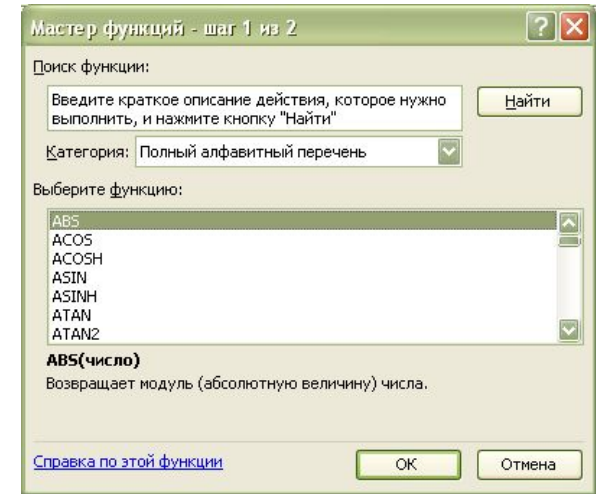 Мастер функций - шаг 1 из 2
Поиск функции:
Введите краткое описание действия, которое нужно
выполнить, и нажмите кнопку "Найти"
Найти
Категория: Полный алфавитный перечень
Выберите функцию:
ABS
ACOS
ACOSH
ASIN
ASINH
ATAN
ATAN2
ABS(число)
Возвращает модуль (абсолютную величину) числа.
Справка по этой функции
ОК
Отмена